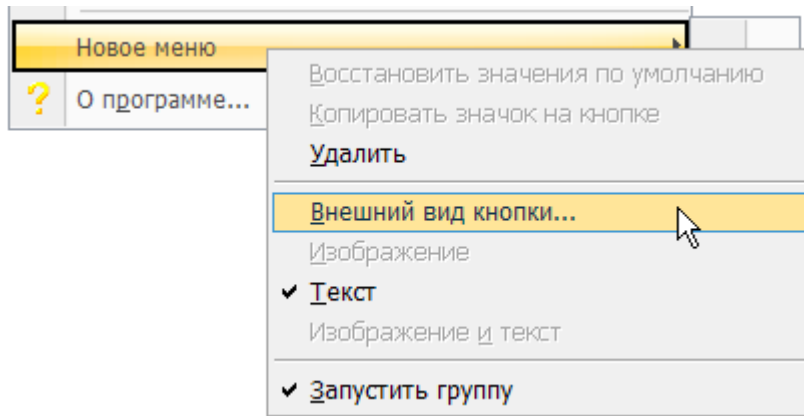 Новое меню
О программе...
Восстановить значения по умолчанию
Копировать значок на кнопке
Удалить
Внешний вид кнопки...
Изображение
Текст
Изображение и текст
Запустить группу